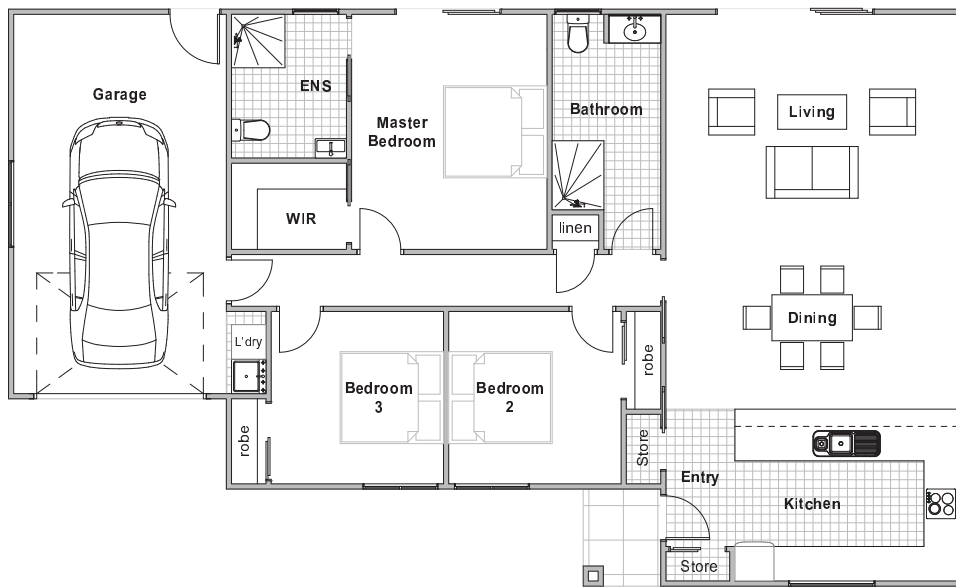 Garage
ENS
Master
Bedroom
Bathroom
Living
WIR
linen
L'dry
Dining
robe
Bedroom
3
Bedroom
2
robe
Store
Entry
Kitchen
Store